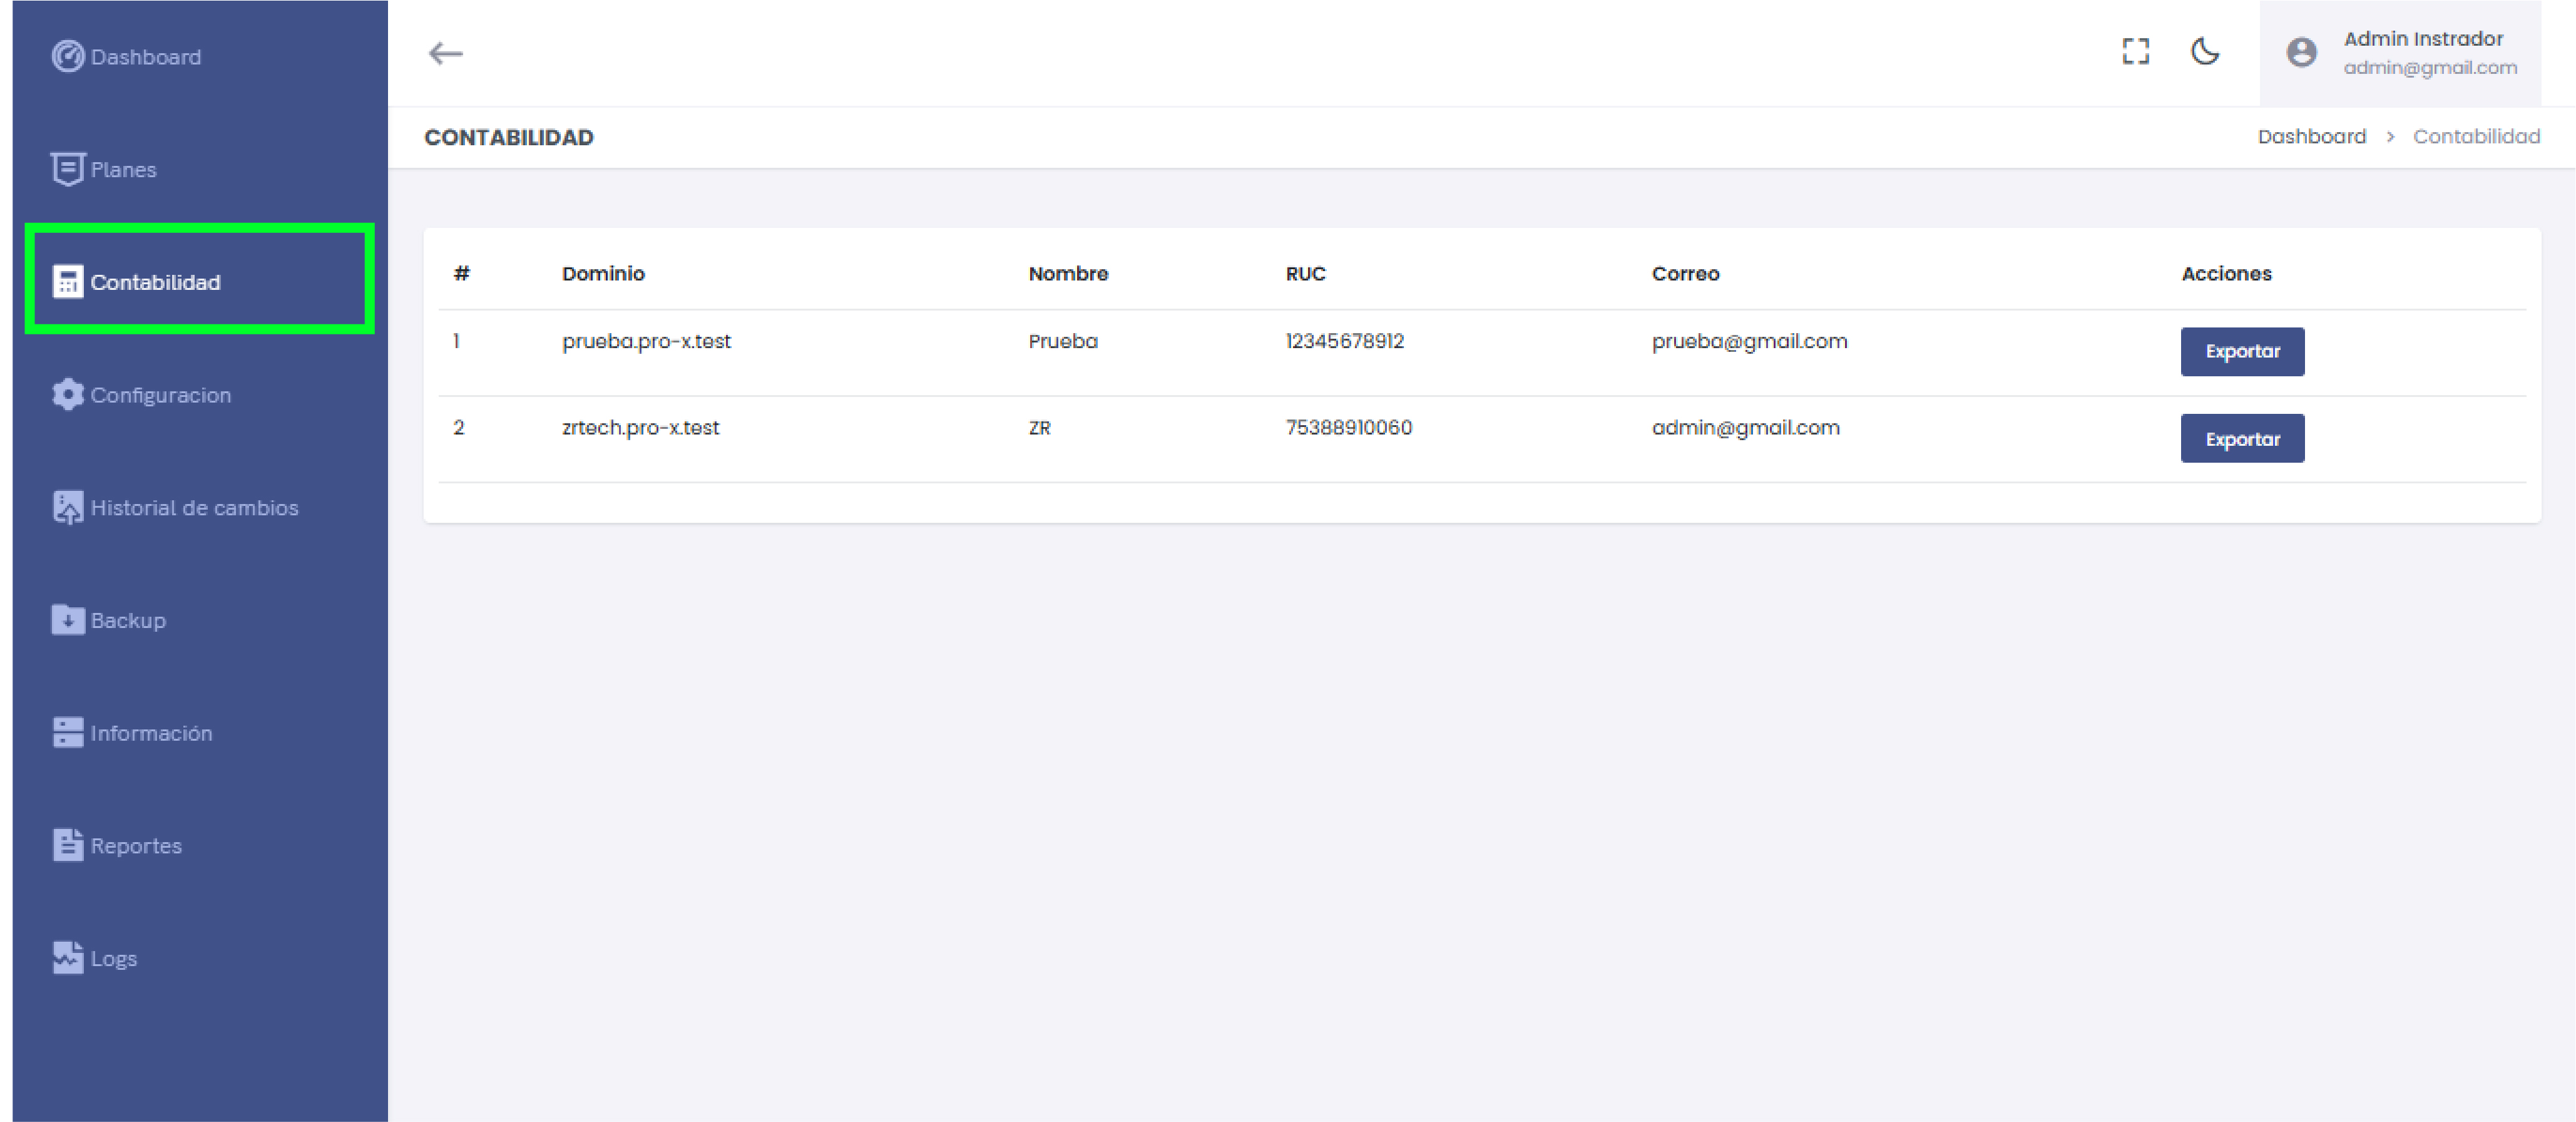 Dashboard
Planes
Contabilidad
Configuracion
Historial de cambios
Backup
Información
Reportes
Logs
Admin Instrador
admin@gmail.com
CONTABILIDAD
Dashboard > Contabilidad
# Dominio Nombre RUC Correo Acciones
1 prueba.pro-x.test Prueba 12345678912 prueba@gmail.com Exportar
2 zrtech.pro-x.test ZR 75388910060 admin@gmail.com Exportar